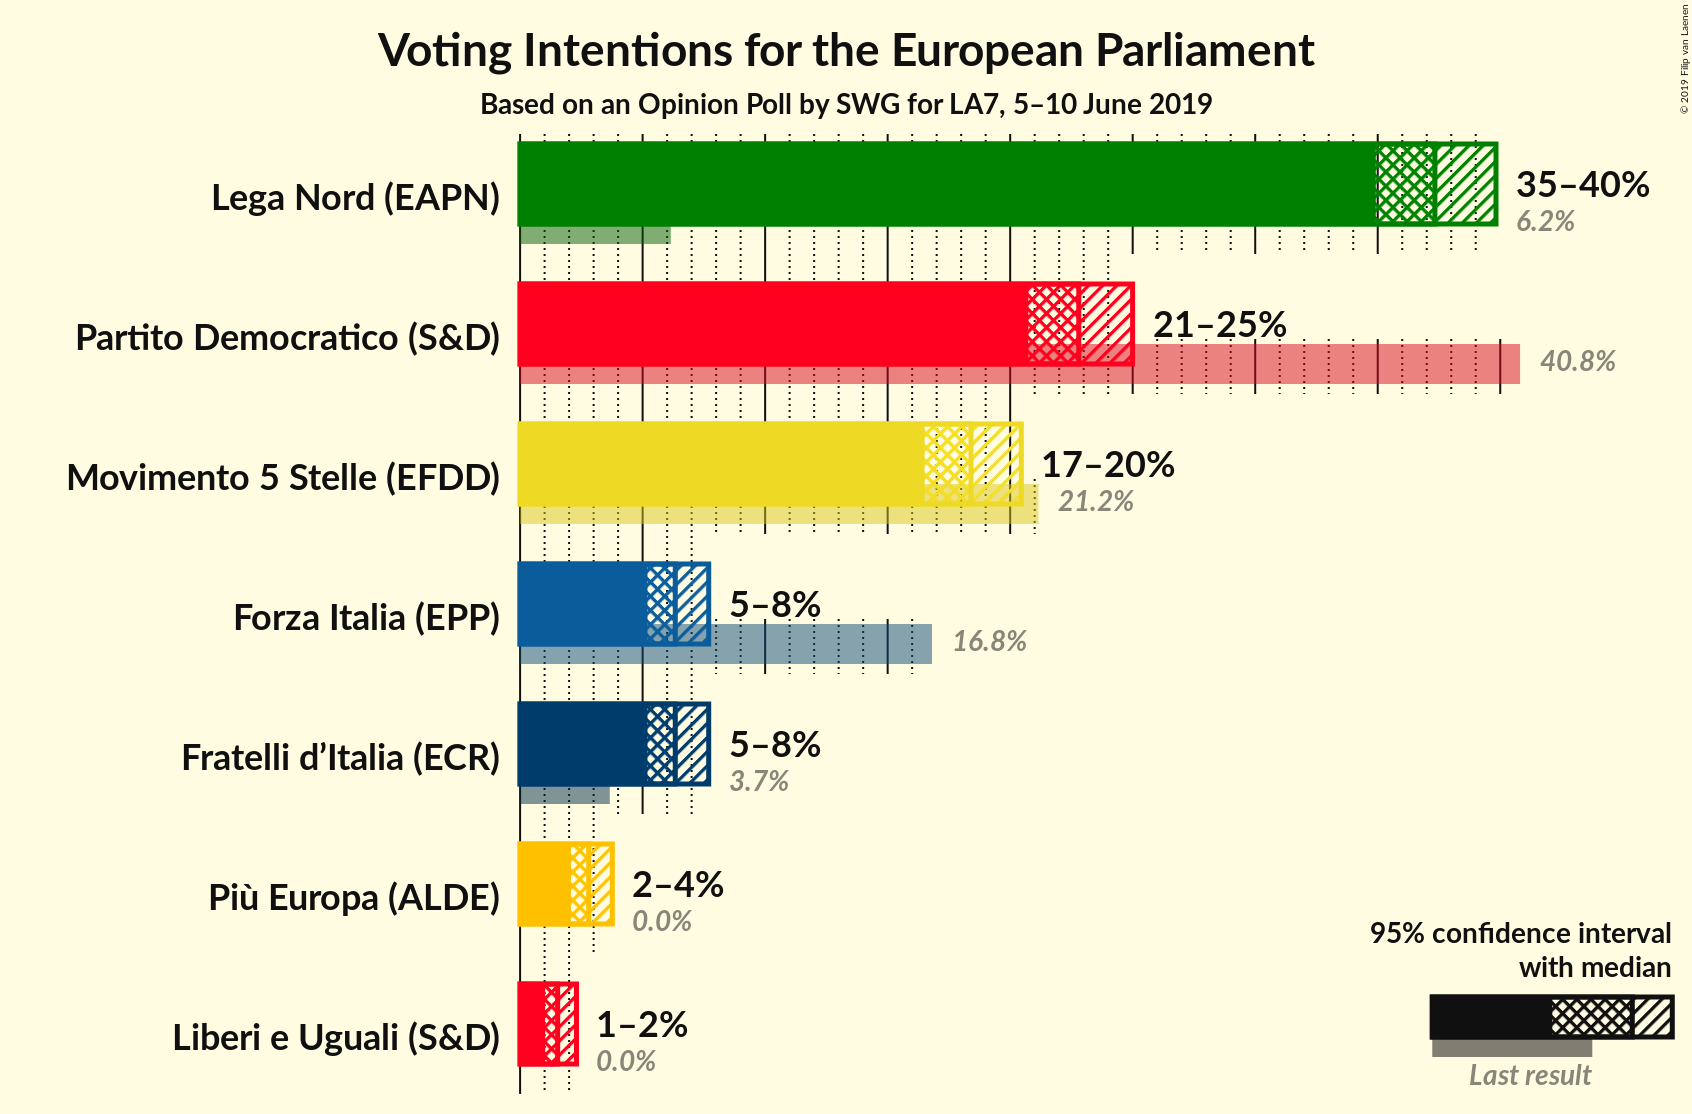 Voting Intentions for the European Parliament
Based on an Opinion Poll by SWG for LA7, 5–10 June 2019
© 2019 Filip van Laenen
Lega Nord (EAPN)
35–40%
6.2%
Partito Democratico (S&D)
21–25%
40.8%
Movimento 5 Stelle (EFDD)
17–20%
21.2%
Forza Italia (EPP)
5–8%
16.8%
Fratelli d’Italia (ECR)
5–8%
3.7%
Più Europa (ALDE)
2–4%
0.0%
Liberi e Uguali (S&D)
1–2%
0.0%
95% confidence interval
with median
Last result